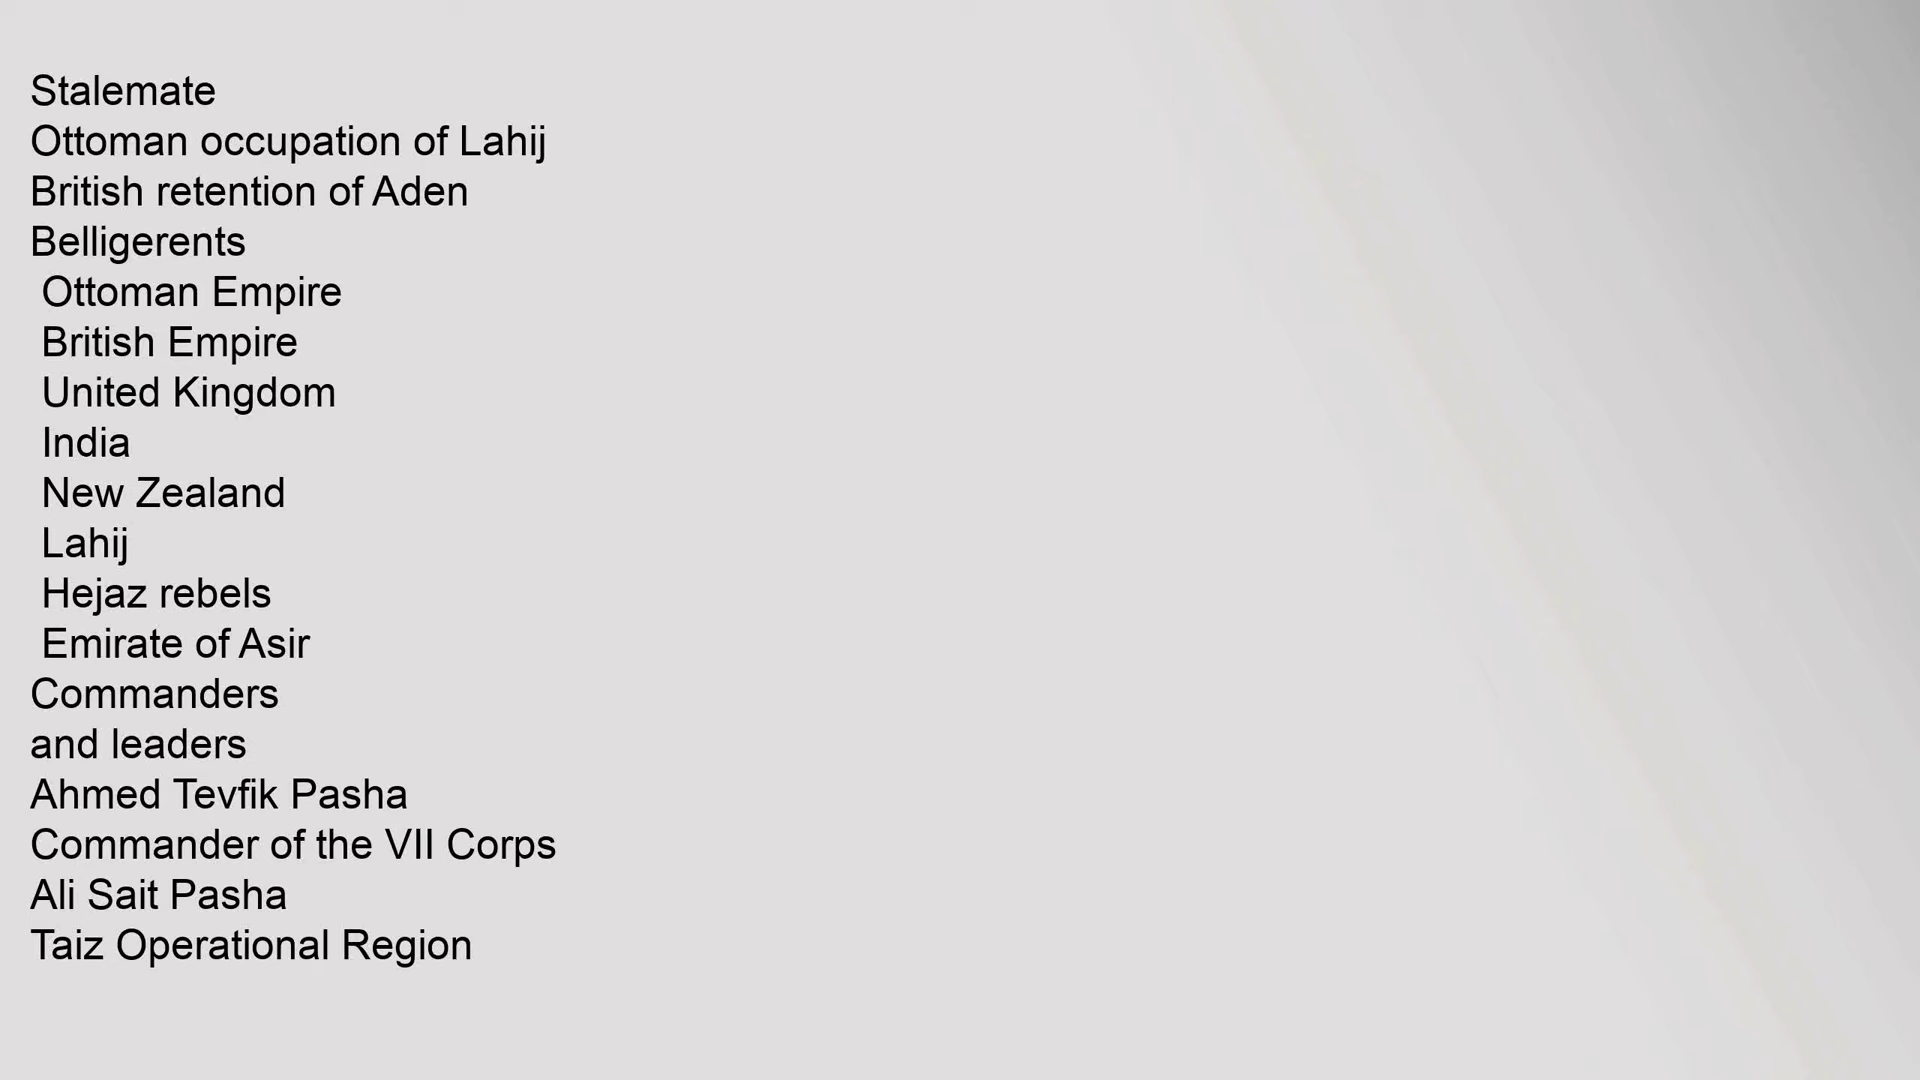 Stalemate
Ottoman occupation of Lahij
British retention of Aden
Belligerents
Ottoman Empire
British Empire
United Kingdom
India
New Zealand
Lahij
Hejaz rebels
Emirate of Asir
Commanders
and leaders
Ahmed Tevfik Pasha
Commander of the VII Corps
Ali Sait Pasha
Taiz Operational Region